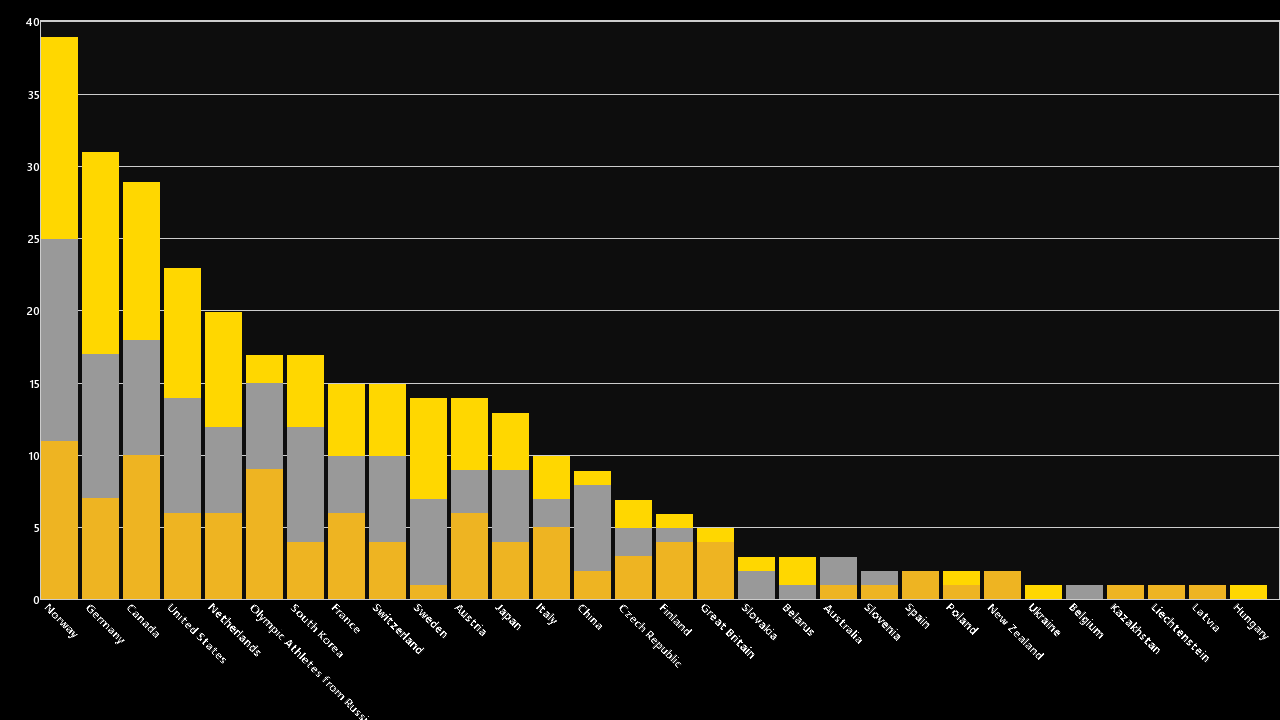 40
35
30
25
20
15
10
5
0
Norway
Germany
Canada
United States
Netherlands
Olympic Athletes from Russi
South Korea
France
Switzerland
Sweden
Austria
Japan
Italy
China
Czech Republic
Finland
Great Britain
Slovakia
Belarus
Australia
Slovenia
Spain
Poland
New Zealand
Ukraine
Belgium
Kazakhstan
Liechtenstein
Latvia
Hungary